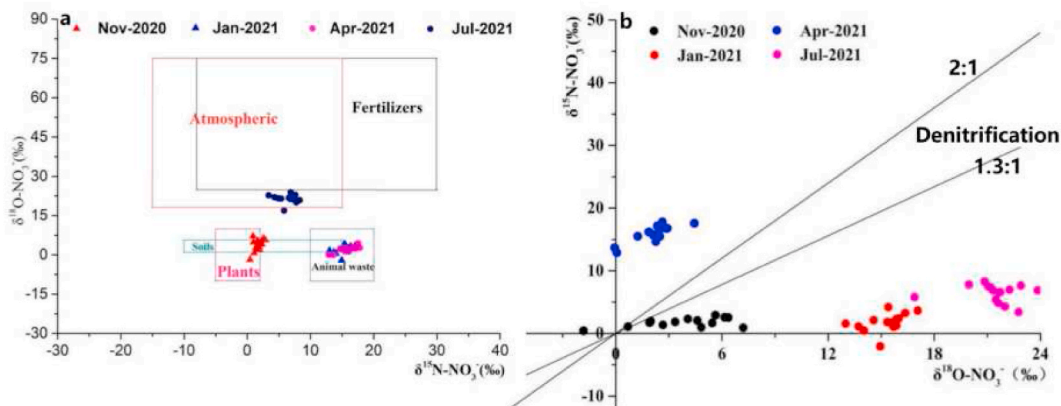 a
Nov-2020 Jan-2021 Apr-2021 Jul-2021
90
75
60
45
30
15
0
-15
-30
δ¹⁸O-NO₃⁻(‰)
Atmospheric
Fertilizers
Soils
Plants
Animal waste
-30 -20 -10 0 10 20 30 40
δ¹⁵N-NO₃⁻(‰)
b
Nov-2020 Apr-2021
Jan-2021 Jul-2021
50
40
30
20
10
0
-10
δ¹⁵N-NO₃⁻(‰)
2:1
Denitrification
1.3:1
0 12 18 24
δ¹⁸O-NO₃⁻(‰)